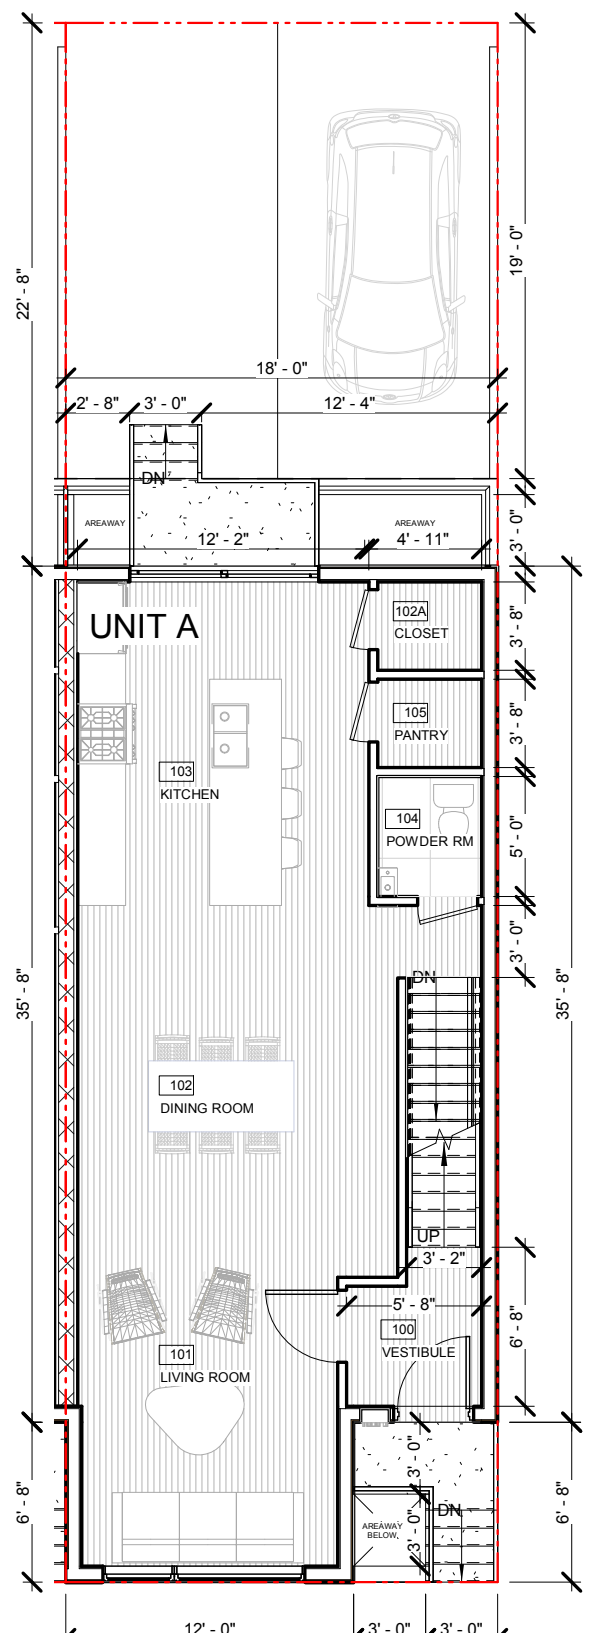 22' - 8"
19' - 0"
18' - 0"
2' - 8"
3' - 0"
12' - 4"
DN
AREAWAY
AREAWAY
3' - 0"
12' - 2"
4' - 11"
UNIT A
102A
CLOSET
3' - 8"
105
PANTRY
3' - 8"
103
KITCHEN
104
POWDER RM
5' - 0"
3' - 0"
DN
35' - 8"
35' - 8"
102
DINING ROOM
UP
3' - 2"
5' - 8"
6' - 8"
100
VESTIBULE
101
LIVING ROOM
3' - 0"
6' - 8"
6' - 8"
DN
AREAWAY
BELOW
3' - 0"
12' - 0"
3' - 0"
3' - 0"